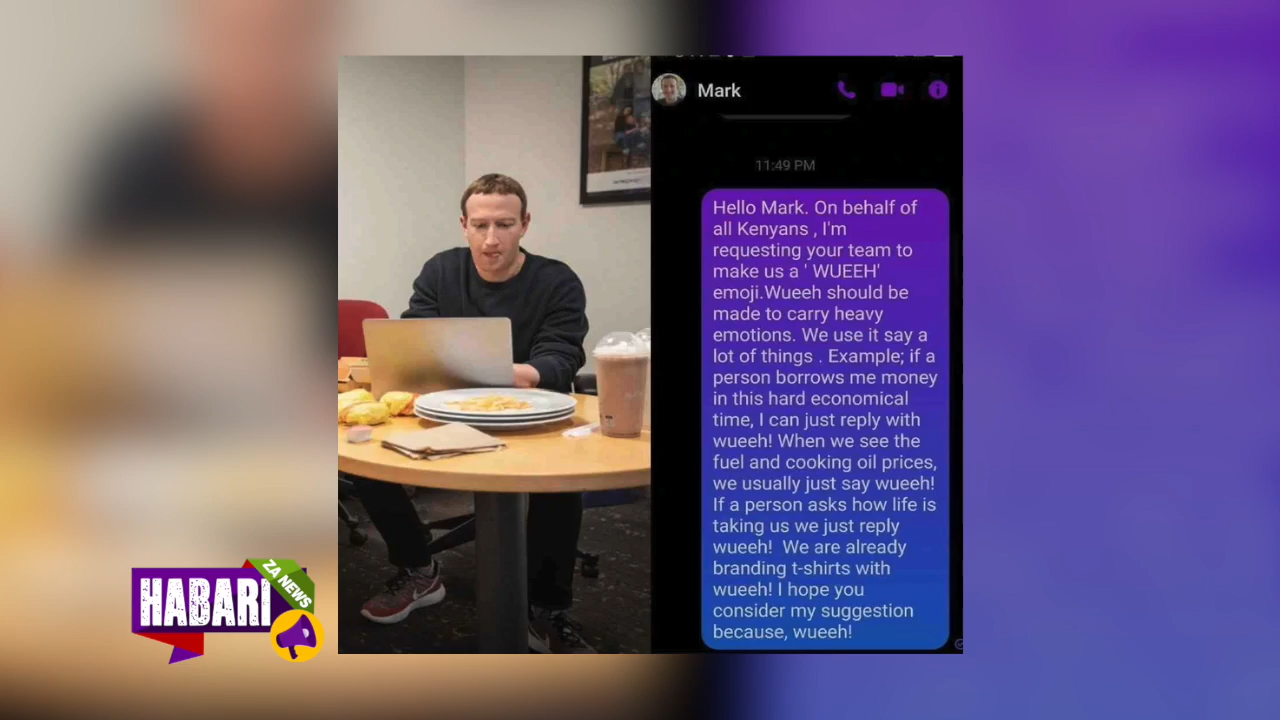 Mark
11:49 PM
Hello Mark. On behalf of
all Kenyans , I'm
requesting your team to
make us a ' WUEEH'
emoji.Wueeh should be
made to carry heavy
emotions. We use it say a
lot of things . Example; if a
person borrows me money
in this hard economical
time, I can just reply with
wueeh! When we see the
fuel and cooking oil prices,
we usually just say wueeh!
If a person asks how life is
taking us we just reply
wueeh!  We are already
branding t-shirts with
wueeh! I hope you
consider my suggestion
because, wueeh!
HABARI
ZA NEWS